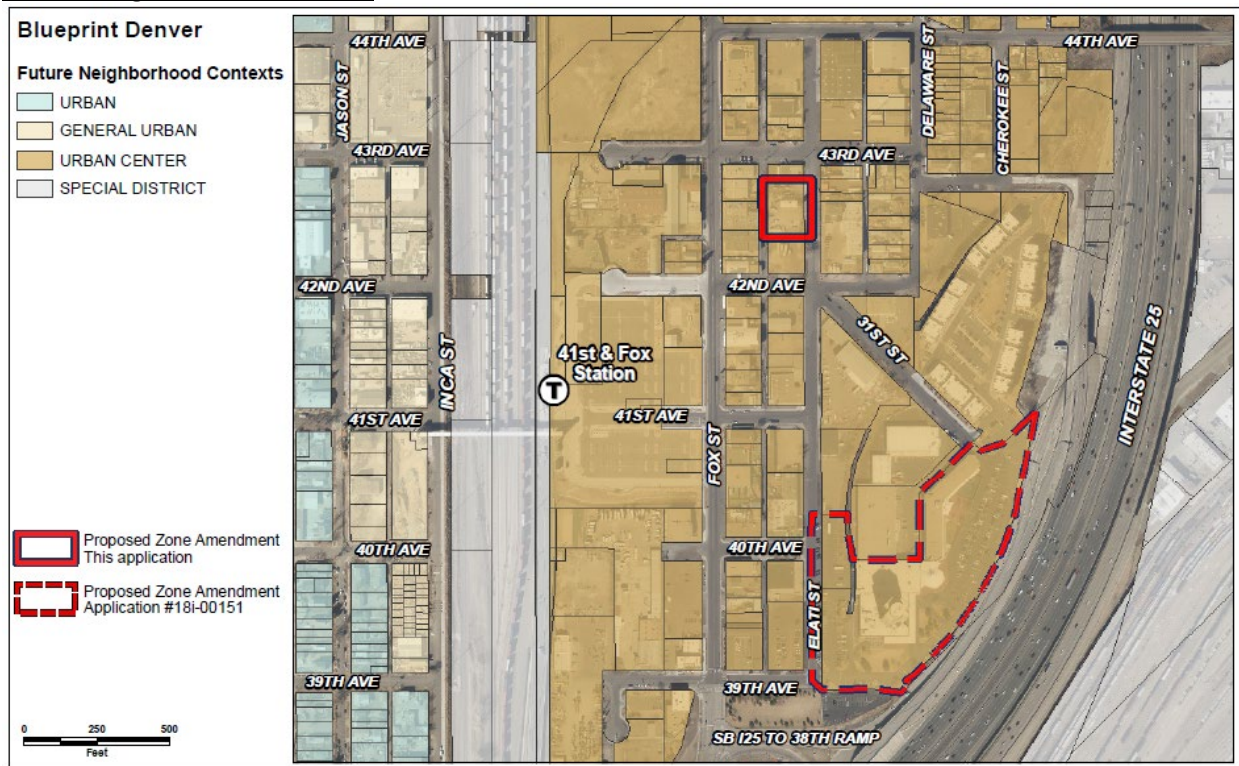 Blueprint Denver
Future Neighborhood Contexts
URBAN
GENERAL URBAN
URBAN CENTER
SPECIAL DISTRICT
Proposed Zone Amendment
This application
Proposed Zone Amendment
Application #18i-00151
0 250 500
Feet
44TH AVE
JASON ST
43RD AVE
42ND AVE
INCA ST
41ST AVE
40TH AVE
39TH AVE
41st & Fox
Station
T
41ST AVE
FOX ST
DELAWARE ST
CHEROKEE ST
44TH AVE
43RD AVE
42ND AVE
31ST ST
INTERSTATE 25
40TH AVE
ELATI ST
39TH AVE
SB I25 TO 38TH RAMP